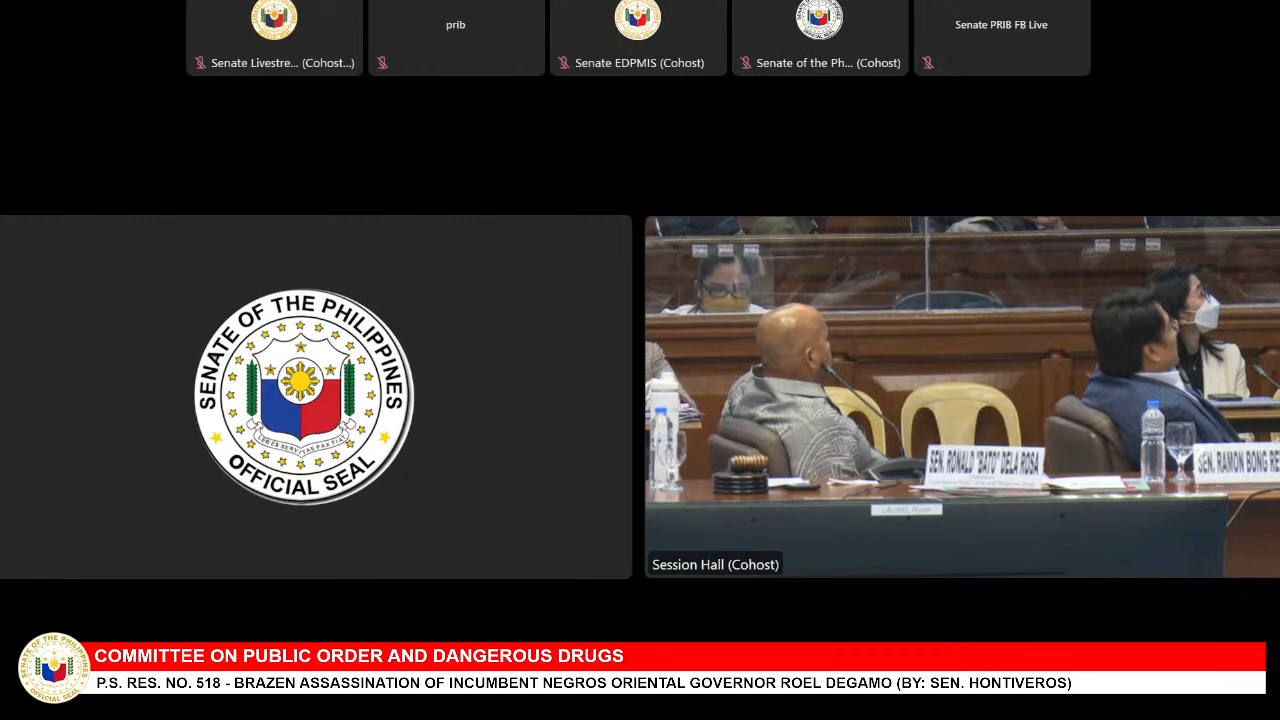 prib
Senate PRIB FB Live
Senate Livestre... (Cohost...)
Senate EDPMIS (Cohost)
Senate of the Ph... (Cohost)
SENATE OF THE PHILIPPINES
OFFICIAL SEAL
SEN. RONALD "BATO" DELA ROSA
SEN. RAMON BONG RE
LAUREL Room
Session Hall (Cohost)
COMMITTEE ON PUBLIC ORDER AND DANGEROUS DRUGS
P.S. RES. NO. 518 - BRAZEN ASSASSINATION OF INCUMBENT NEGROS ORIENTAL GOVERNOR ROEL DEGAMO (BY: SEN. HONTIVEROS)